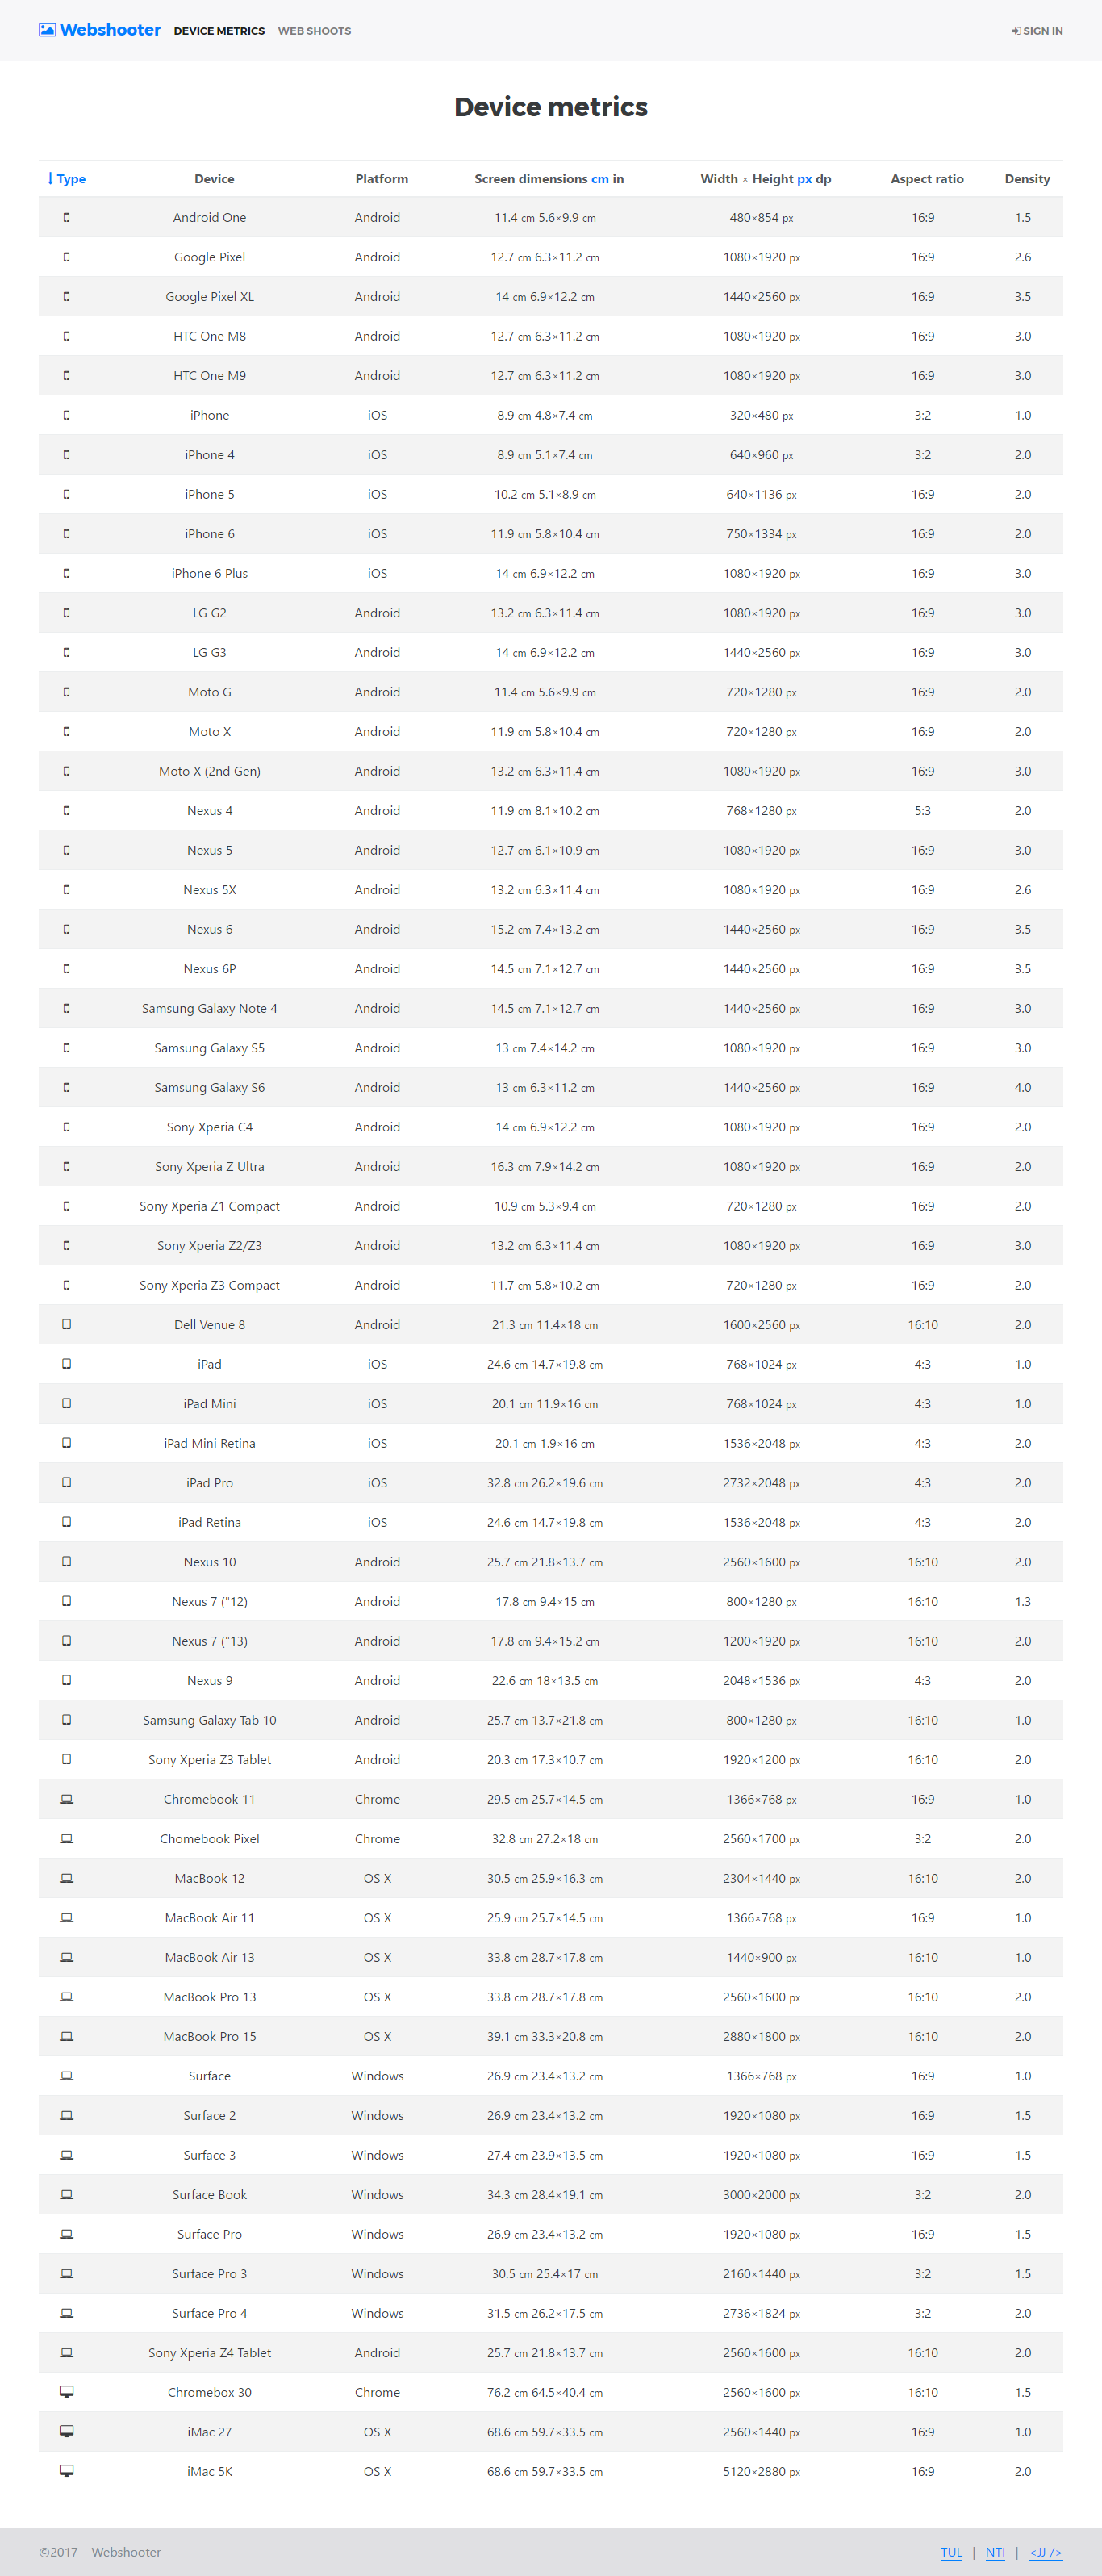 Webshooter DEVICE METRICS WEB SHOOTS SIGN IN
Device metrics
Type Device Platform Screen dimensions cm in Width × Height px dp Aspect ratio Density
Android One Android 11.4 cm 5.6×9.9 cm 480×854 px 16:9 1.5
Google Pixel Android 12.7 cm 6.3×11.2 cm 1080×1920 px 16:9 2.6
Google Pixel XL Android 14 cm 6.9×12.2 cm 1440×2560 px 16:9 3.5
HTC One M8 Android 12.7 cm 6.3×11.2 cm 1080×1920 px 16:9 3.0
HTC One M9 Android 12.7 cm 6.3×11.2 cm 1080×1920 px 16:9 3.0
iPhone iOS 8.9 cm 4.8×7.4 cm 320×480 px 3:2 1.0
iPhone 4 iOS 8.9 cm 5.1×7.4 cm 640×960 px 3:2 2.0
iPhone 5 iOS 10.2 cm 5.1×8.9 cm 640×1136 px 16:9 2.0
iPhone 6 iOS 11.9 cm 5.8×10.4 cm 750×1334 px 16:9 2.0
iPhone 6 Plus iOS 14 cm 6.9×12.2 cm 1080×1920 px 16:9 3.0
LG G2 Android 13.2 cm 6.3×11.4 cm 1080×1920 px 16:9 3.0
LG G3 Android 14 cm 6.9×12.2 cm 1440×2560 px 16:9 3.0
Moto G Android 11.4 cm 5.6×9.9 cm 720×1280 px 16:9 2.0
Moto X Android 11.9 cm 5.8×10.4 cm 720×1280 px 16:9 2.0
Moto X (2nd Gen) Android 13.2 cm 6.3×11.4 cm 1080×1920 px 16:9 3.0
Nexus 4 Android 11.9 cm 8.1×10.2 cm 768×1280 px 5:3 2.0
Nexus 5 Android 12.7 cm 6.1×10.9 cm 1080×1920 px 16:9 3.0
Nexus 5X Android 13.2 cm 6.3×11.4 cm 1080×1920 px 16:9 2.6
Nexus 6 Android 15.2 cm 7.4×13.2 cm 1440×2560 px 16:9 3.5
Nexus 6P Android 14.5 cm 7.1×12.7 cm 1440×2560 px 16:9 3.5
Samsung Galaxy Note 4 Android 14.5 cm 7.1×12.7 cm 1440×2560 px 16:9 3.0
Samsung Galaxy S5 Android 13 cm 7.4×14.2 cm 1080×1920 px 16:9 3.0
Samsung Galaxy S6 Android 13 cm 6.3×11.2 cm 1440×2560 px 16:9 4.0
Sony Xperia C4 Android 14 cm 6.9×12.2 cm 1080×1920 px 16:9 2.0
Sony Xperia Z Ultra Android 16.3 cm 7.9×14.2 cm 1080×1920 px 16:9 2.0
Sony Xperia Z1 Compact Android 10.9 cm 5.3×9.4 cm 720×1280 px 16:9 2.0
Sony Xperia Z2/Z3 Android 13.2 cm 6.3×11.4 cm 1080×1920 px 16:9 3.0
Sony Xperia Z3 Compact Android 11.7 cm 5.8×10.2 cm 720×1280 px 16:9 2.0
Dell Venue 8 Android 21.3 cm 11.4×18 cm 1600×2560 px 16:10 2.0
iPad iOS 24.6 cm 14.7×19.8 cm 768×1024 px 4:3 1.0
iPad Mini iOS 20.1 cm 11.9×16 cm 768×1024 px 4:3 1.0
iPad Mini Retina iOS 20.1 cm 1.9×16 cm 1536×2048 px 4:3 2.0
iPad Pro iOS 32.8 cm 26.2×19.6 cm 2732×2048 px 4:3 2.0
iPad Retina iOS 24.6 cm 14.7×19.8 cm 1536×2048 px 4:3 2.0
Nexus 10 Android 25.7 cm 21.8×13.7 cm 2560×1600 px 16:10 2.0
Nexus 7 (˜12) Android 17.8 cm 9.4×15 cm 800×1280 px 16:10 1.3
Nexus 7 (˜13) Android 17.8 cm 9.4×15.2 cm 1200×1920 px 16:10 2.0
Nexus 9 Android 22.6 cm 18×13.5 cm 2048×1536 px 4:3 2.0
Samsung Galaxy Tab 10 Android 25.7 cm 13.7×21.8 cm 800×1280 px 16:10 1.0
Sony Xperia Z3 Tablet Android 20.3 cm 17.3×10.7 cm 1920×1200 px 16:10 2.0
Chromebook 11 Chrome 29.5 cm 25.7×14.5 cm 1366×768 px 16:9 1.0
Chomebook Pixel Chrome 32.8 cm 27.2×18 cm 2560×1700 px 3:2 2.0
MacBook 12 OS X 30.5 cm 25.9×16.3 cm 2304×1440 px 16:10 2.0
MacBook Air 11 OS X 25.9 cm 25.7×14.5 cm 1366×768 px 16:9 1.0
MacBook Air 13 OS X 33.8 cm 28.7×17.8 cm 1440×900 px 16:10 1.0
MacBook Pro 13 OS X 33.8 cm 28.7×17.8 cm 2560×1600 px 16:10 2.0
MacBook Pro 15 OS X 39.1 cm 33.3×20.8 cm 2880×1800 px 16:10 2.0
Surface Windows 26.9 cm 23.4×13.2 cm 1366×768 px 16:9 1.0
Surface 2 Windows 26.9 cm 23.4×13.2 cm 1920×1080 px 16:9 1.5
Surface 3 Windows 27.4 cm 23.9×13.5 cm 1920×1080 px 16:9 1.5
Surface Book Windows 34.3 cm 28.4×19.1 cm 3000×2000 px 3:2 2.0
Surface Pro Windows 26.9 cm 23.4×13.2 cm 1920×1080 px 16:9 1.5
Surface Pro 3 Windows 30.5 cm 25.4×17 cm 2160×1440 px 3:2 1.5
Surface Pro 4 Windows 31.5 cm 26.2×17.5 cm 2736×1824 px 3:2 2.0
Sony Xperia Z4 Tablet Android 25.7 cm 21.8×13.7 cm 2560×1600 px 16:10 2.0
Chromebox 30 Chrome 76.2 cm 64.5×40.4 cm 2560×1600 px 16:10 1.5
iMac 27 OS X 68.6 cm 59.7×33.5 cm 2560×1440 px 16:9 1.0
iMac 5K OS X 68.6 cm 59.7×33.5 cm 5120×2880 px 16:9 2.0
©2017 – Webshooter TUL | NTI | <JJ />